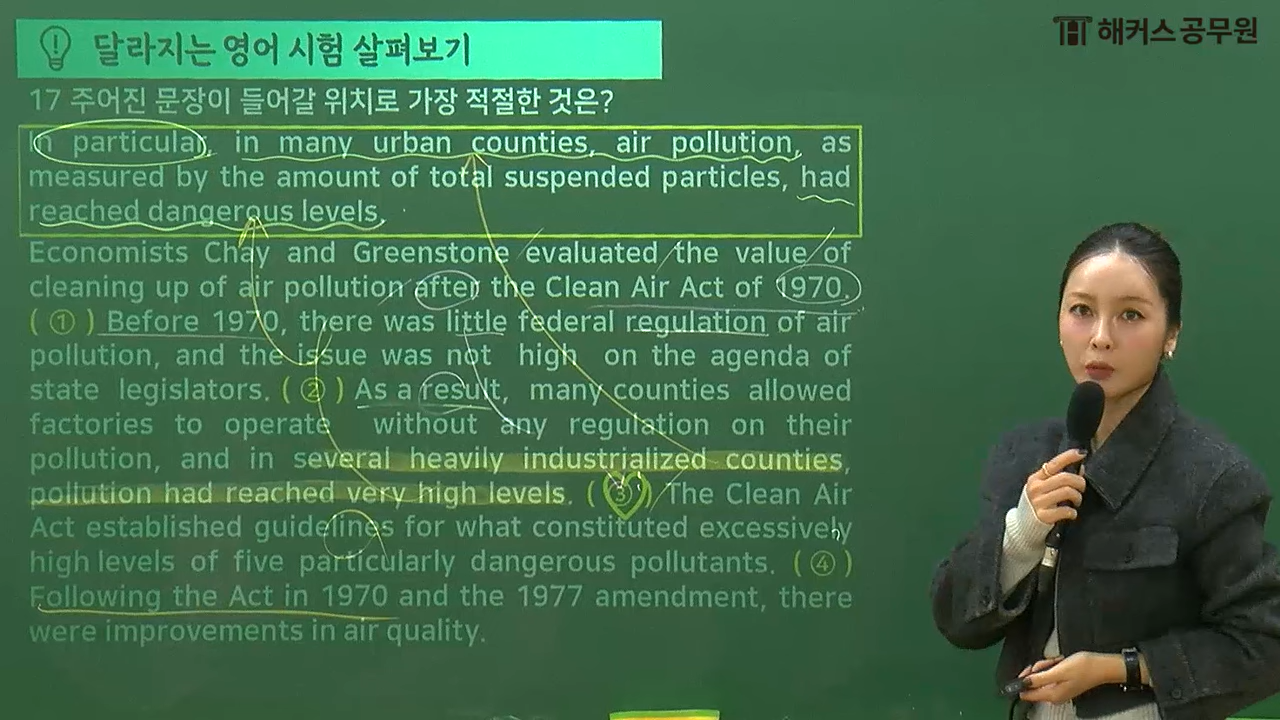 해커스공무원
달라지는 영어 시험 살펴보기
17 주어진 문장이 들어갈 위치로 가장 적절한 것은?
In particular, in many urban counties, air pollution, as
measured by the amount of total suspended particles, had
reached dangerous levels.
Economists Chay and Greenstone evaluated the value of
cleaning up of air pollution after the Clean Air Act of 1970.
( ① ) Before 1970, there was little federal regulation of air
pollution, and the issue was not high on the agenda of
state legislators. ( ② ) As a result, many counties allowed
factories to operate without any regulation on their
pollution, and in several heavily industrialized counties,
pollution had reached very high levels. ( ③ ) The Clean Air
Act established guidelines for what constituted excessively
high levels of five particularly dangerous pollutants. ( ④ )
Following the Act in 1970 and the 1977 amendment, there
were improvements in air quality.